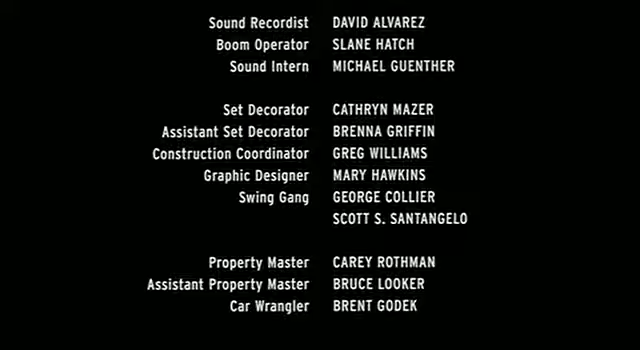 Sound Recordist DAVID ALVAREZ
Boom Operator SLANE HATCH
Sound Intern MICHAEL GUENTHER
Set Decorator CATHRYN MAZER
Assistant Set Decorator BRENNA GRIFFIN
Construction Coordinator GREG WILLIAMS
Graphic Designer MARY HAWKINS
Swing Gang GEORGE COLLIER
SCOTT S. SANTANGELO
Property Master CAREY ROTHMAN
Assistant Property Master BRUCE LOOKER
Car Wrangler BRENT GODEK